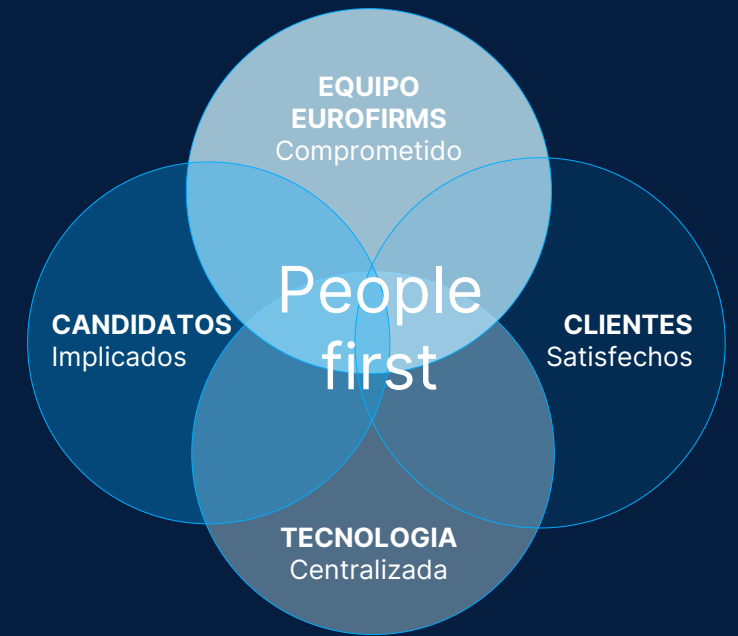 EQUIPO
EUROFIRMS
Comprometido
People
first
CANDIDATOS
Implicados
CLIENTES
Satisfechos
TECNOLOGIA
Centralizada